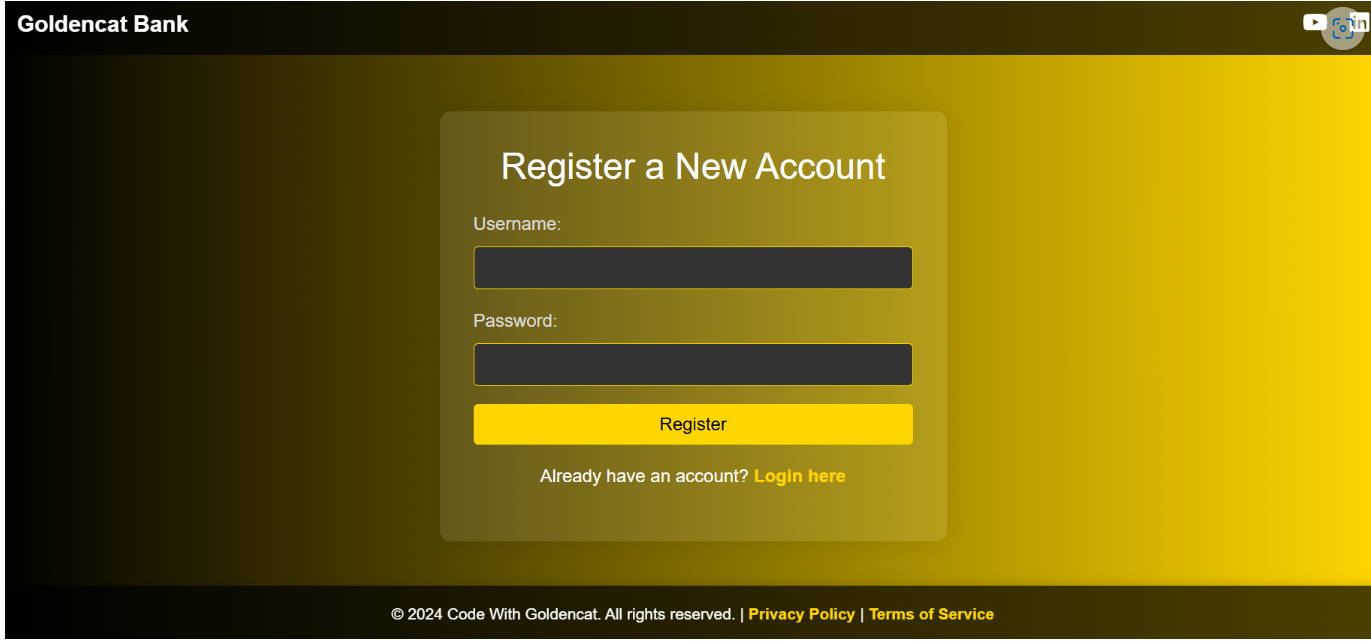 Goldencat Bank
in
Register a New Account
Username:
Password:
Register
Already have an account? Login here
© 2024 Code With Goldencat. All rights reserved. | Privacy Policy | Terms of Service